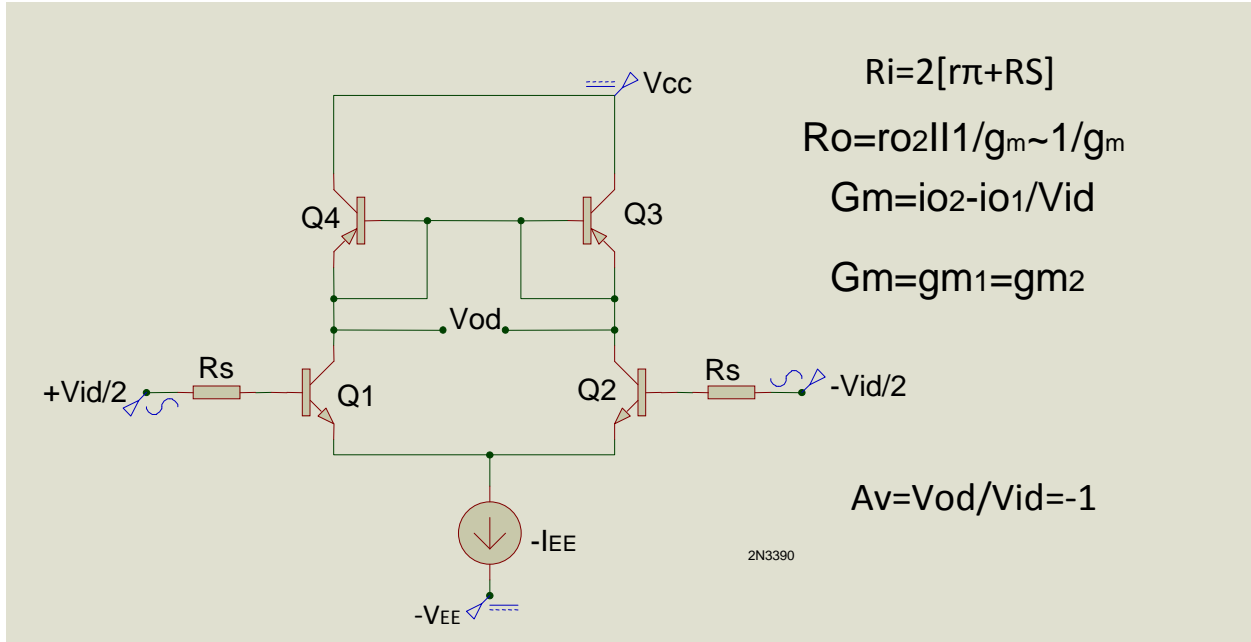 Ri=2[rπ+RS]
Vcc
Ro=ro2II1/gm~1/gm
Gm=io2-io1/Vid
Q4
Q3
Gm=gm1=gm2
Vod
Rs
Rs
+Vid/2
Q1
Q2
-Vid/2
Av=Vod/Vid=-1
-IEE
2N3390
-VEE